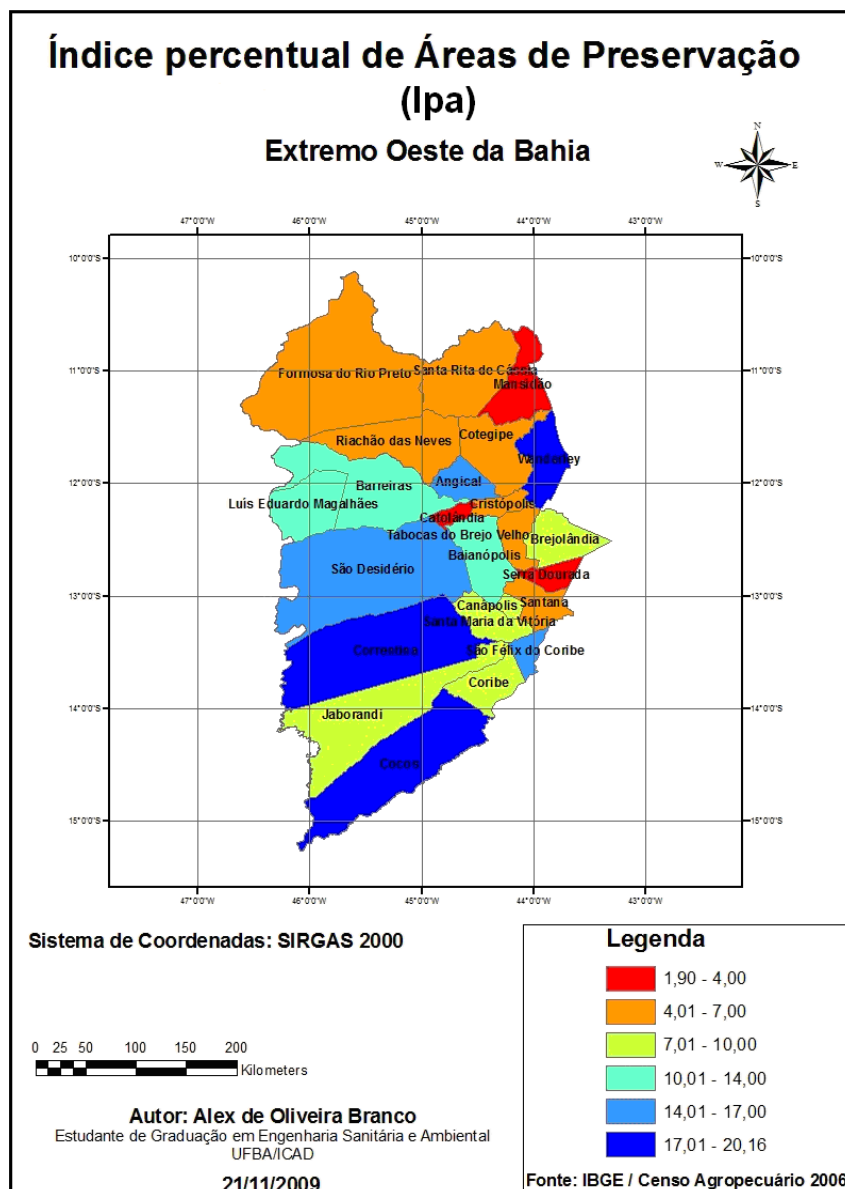 Índice percentual de Áreas de Preservação
(Ipa)
Extremo Oeste da Bahia
N
W E
S
47°0'0"W 46°0'0"W 45°0'0"W 44°0'0"W 43°0'0"W
10°0'0"S 10°0'0"S
11°0'0"S 11°0'0"S
Formosa do Rio Preto Santa Rita de Cássia
Mansidão
Riachão das Neves Cotegipe
Wanderley
12°0'0"S Barreiras Angical 12°0'0"S
Luís Eduardo Magalhães Cristópolis
Catolândia
Tabocas do Brejo Velho Brejolândia
Baianópolis
São Desidério Serra Dourada
13°0'0"S Canápolis Santana 13°0'0"S
Santa Maria da Vitória
Correntina São Félix do Coribe
Coribe
14°0'0"S Jaborandi 14°0'0"S
Cocos
15°0'0"S 15°0'0"S
47°0'0"W 46°0'0"W 45°0'0"W 44°0'0"W 43°0'0"W
Sistema de Coordenadas: SIRGAS 2000
0 25 50 100 150 200
Kilometers
Autor: Alex de Oliveira Branco
Estudante de Graduação em Engenharia Sanitária e Ambiental
UFBA/ICAD
21/11/2009
Legenda
1,90 - 4,00
4,01 - 7,00
7,01 - 10,00
10,01 - 14,00
14,01 - 17,00
17,01 - 20,16
Fonte: IBGE / Censo Agropecuário 2006